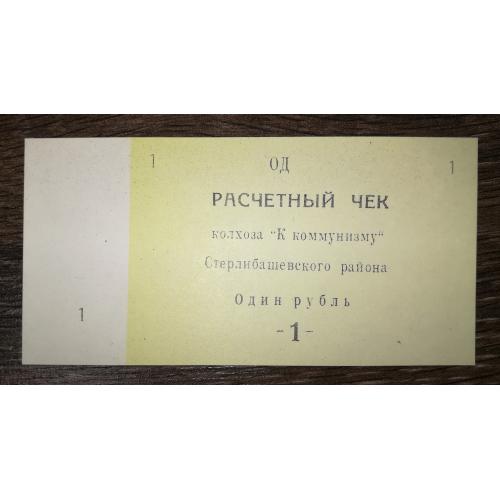 1 ОД 1
РАСЧЕТНЫЙ ЧЕК
колхоза "К коммунизму"
Стерлибашевского района
Один рубль
1
-1-